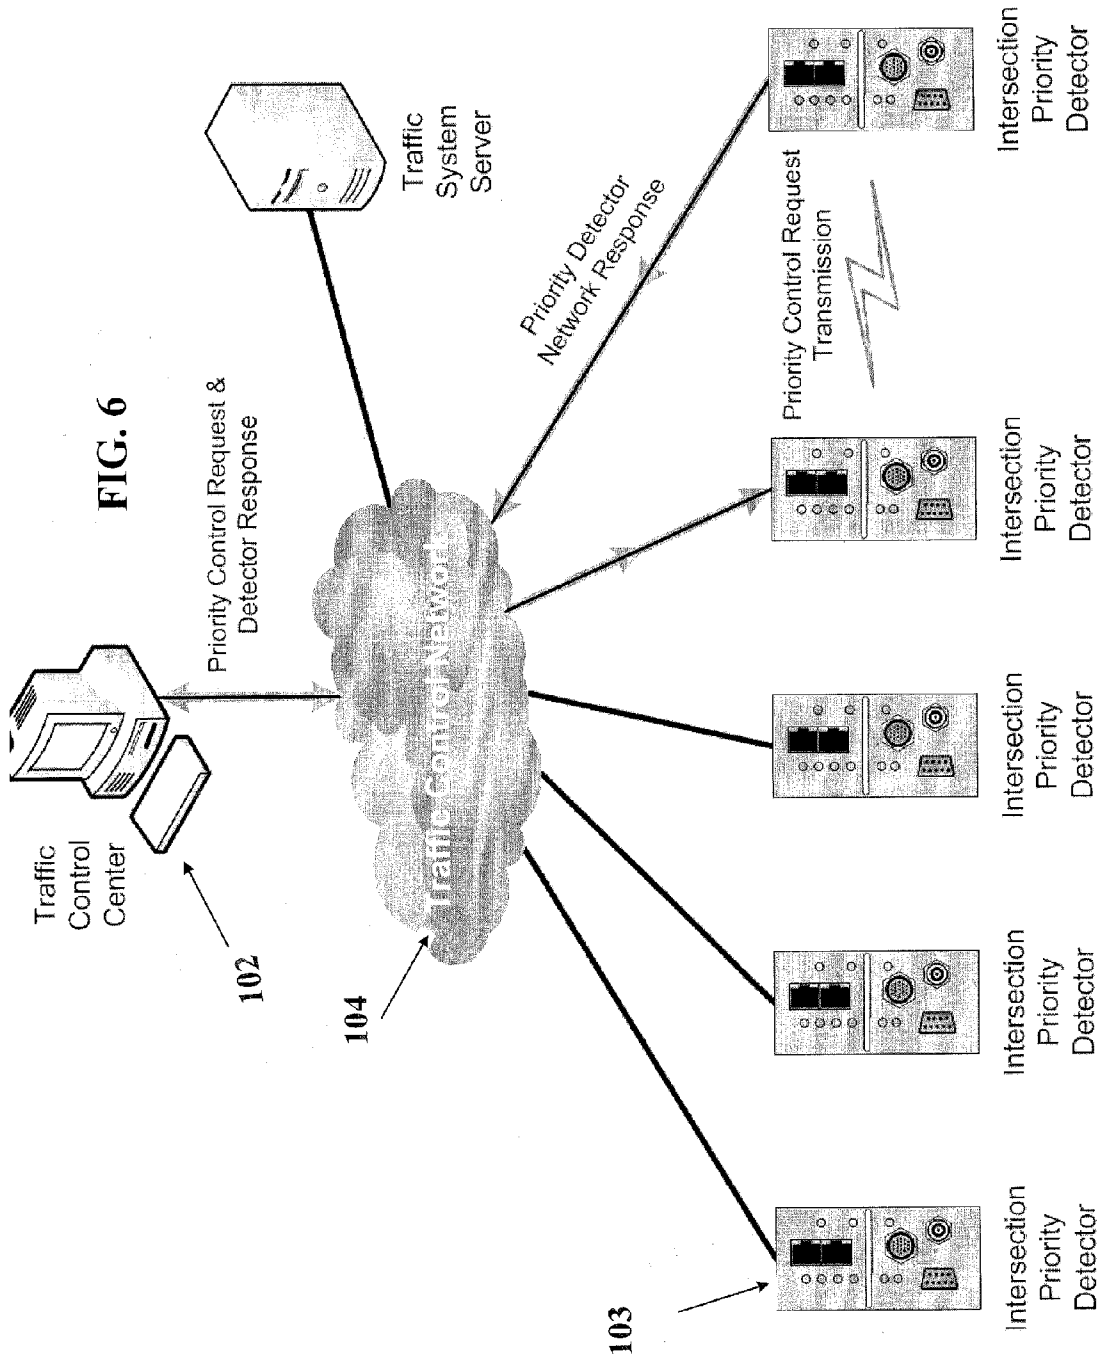 FIG. 6
Traffic
Control
Center
102
Priority Control Request &
Detector Response
Traffic
System
Server
104
Traffic Control Network
Priority Detector
Network Response
Priority Control Request
Transmission
103
Intersection
Priority
Detector
Intersection
Priority
Detector
Intersection
Priority
Detector
Intersection
Priority
Detector
Intersection
Priority
Detector